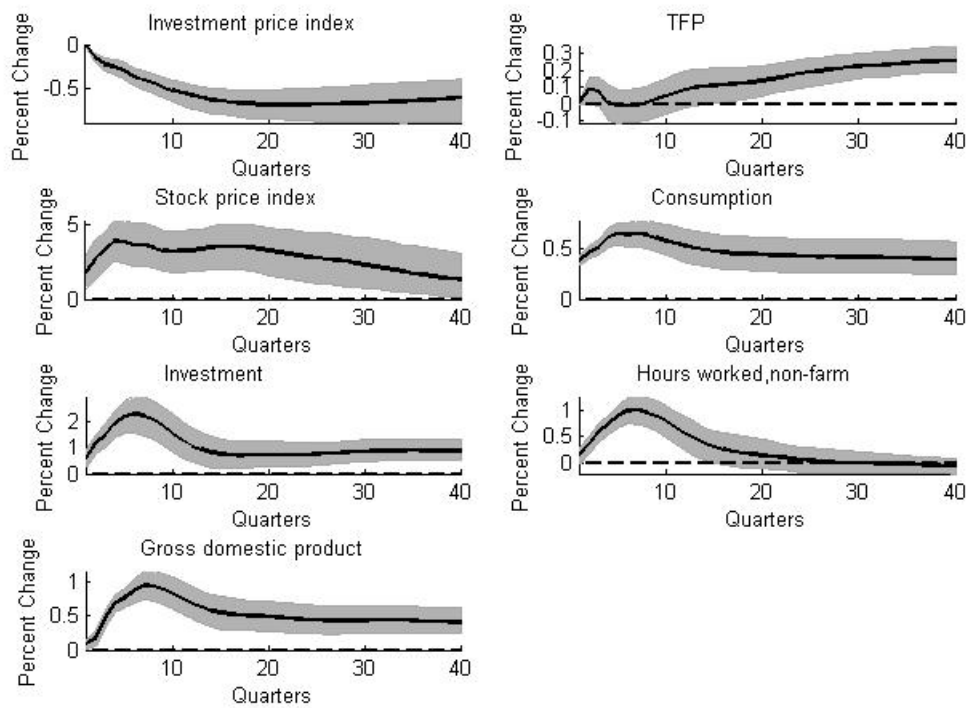 Investment price index
Percent Change
0
-0.5
10 20 30 40
Quarters
TFP
Percent Change
0.3
0.2
0.1
0
-0.1
10 20 30 40
Quarters
Stock price index
Percent Change
5
0
10 20 30 40
Quarters
Consumption
Percent Change
0.5
0
10 20 30 40
Quarters
Investment
Percent Change
2
1
0
10 20 30 40
Quarters
Hours worked,non-farm
Percent Change
1
0.5
0
10 20 30 40
Quarters
Gross domestic product
Percent Change
1
0.5
0
10 20 30 40
Quarters